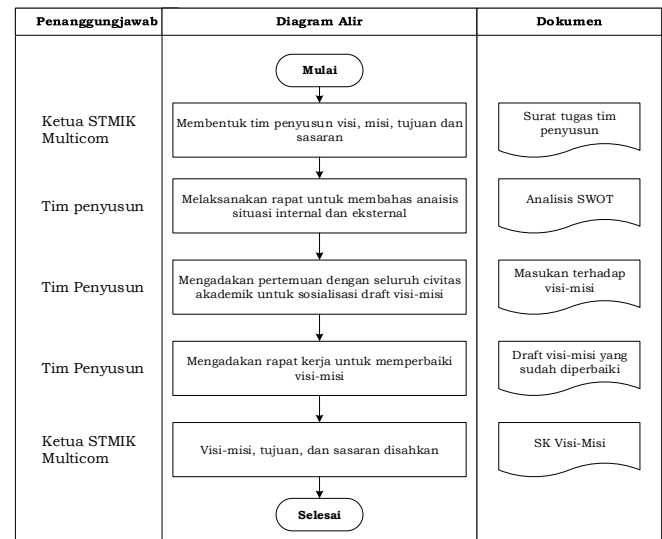 Penanggungjawab
Diagram Alir
Dokumen
Mulai
Ketua STMIK
Multicom
Membentuk tim penyusun visi, misi, tujuan dan
sasaran
Surat tugas tim
penyusun
Tim penyusun
Melaksanakan rapat untuk membahas anaisis
situasi internal dan eksternal
Analisis SWOT
Tim Penyusun
Mengadakan pertemuan dengan seluruh civitas
akademik untuk sosialisasi draft visi-misi
Masukan terhadap
visi-misi
Tim Penyusun
Mengadakan rapat kerja untuk memperbaiki
visi-misi
Draft visi-misi yang
sudah diperbaiki
Ketua STMIK
Multicom
Visi-misi, tujuan, dan sasaran disahkan
SK Visi-Misi
Selesai